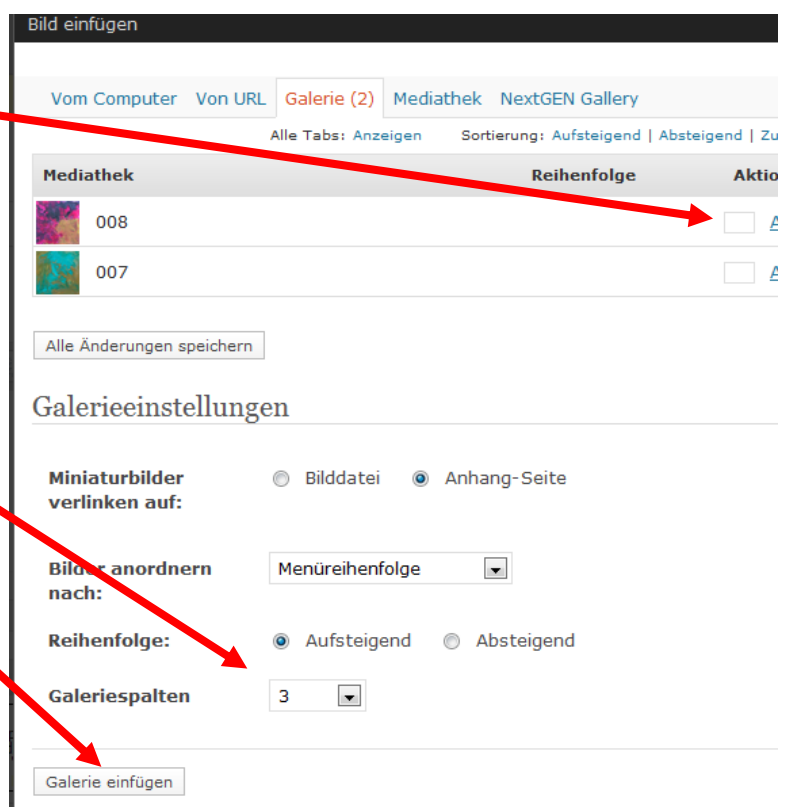 Bild einfügen
Vom Computer Von URL Galerie (2) Mediathek NextGEN Gallery
Alle Tabs: Anzeigen Sortierung: Aufsteigend | Absteigend | Zu
Mediathek Reihenfolge Aktio
008 A
007 A
Alle Änderungen speichern
Galerieeinstellungen
Miniaturbilder verlinken auf: Bilddatei Anhang-Seite
Bilder anordnern nach: Menüreihenfolge
Reihenfolge: Aufsteigend Absteigend
Galeriespalten 3
Galerie einfügen